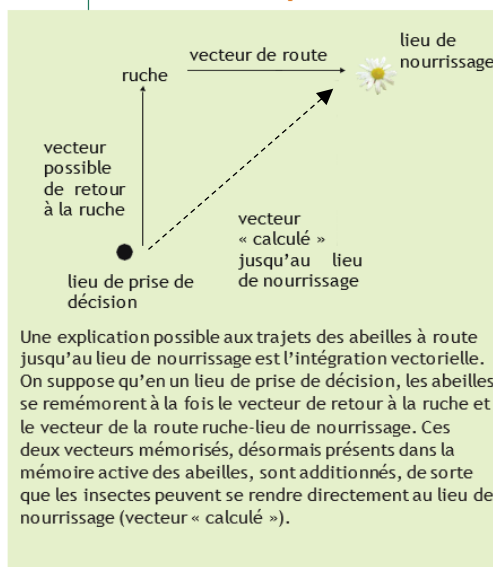 lieu de
nourrissage
vecteur de route
ruche
vecteur
possible
de retour
à la ruche
vecteur
« calculé »
jusqu'au lieu
de nourrissage
lieu de prise de
décision
Une explication possible aux trajets des abeilles à route
jusqu'au lieu de nourrissage est l'intégration vectorielle.
On suppose qu'en un lieu de prise de décision, les abeilles
se remémorent à la fois le vecteur de retour à la ruche et
le vecteur de la route ruche-lieu de nourrissage. Ces
deux vecteurs mémorisés, désormais présents dans la
mémoire active des abeilles, sont additionnés, de sorte
que les insectes peuvent se rendre directement au lieu de
nourrissage (vecteur « calculé »).